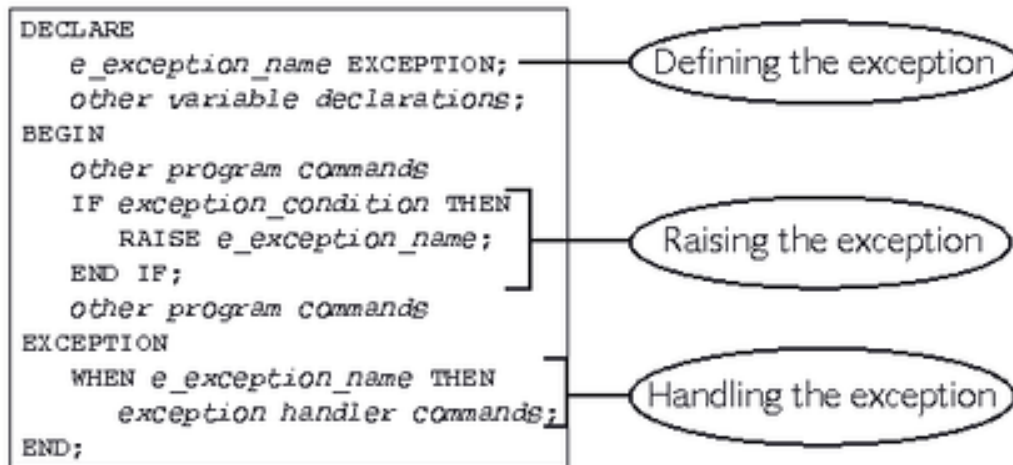 DECLARE
e_exception_name EXCEPTION;
other variable declarations;
BEGIN
other program commands
IF exception_condition THEN
RAISE e_exception_name;
END IF;
other program commands
EXCEPTION
WHEN e_exception_name THEN
exception handler commands;
END;
Defining the exception
Raising the exception
Handling the exception